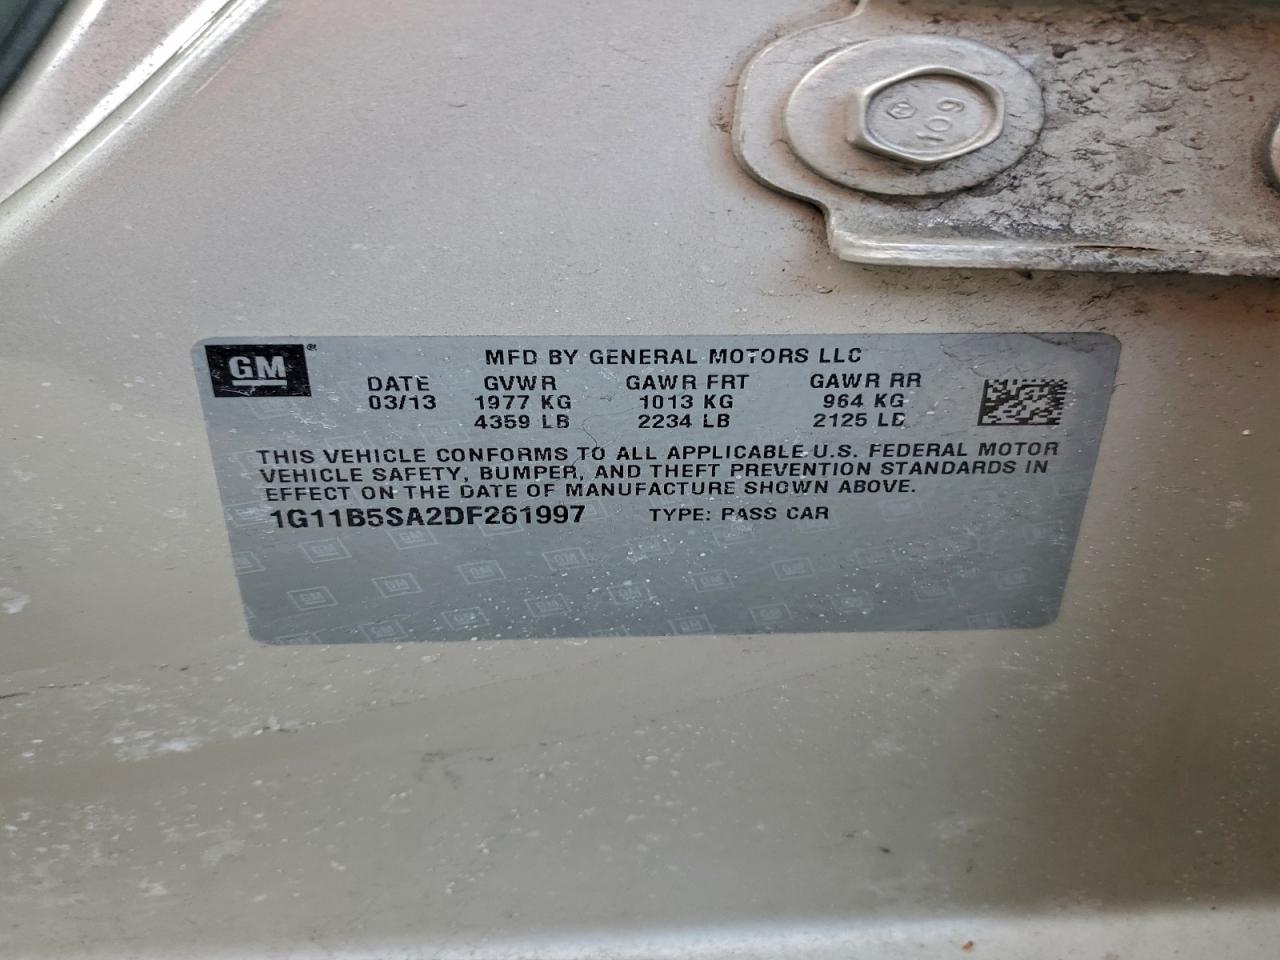 109
GM®
MFD BY GENERAL MOTORS LLC
DATE GVWR GAWR FRT GAWR RR
03/13 1977 KG 1013 KG 964 KG
4359 LB 2234 LB 2125 LB
THIS VEHICLE CONFORMS TO ALL APPLICABLE U.S. FEDERAL MOTOR
VEHICLE SAFETY, BUMPER, AND THEFT PREVENTION STANDARDS IN
EFFECT ON THE DATE OF MANUFACTURE SHOWN ABOVE.
1G11B5SA2DF261997 TYPE: PASS CAR